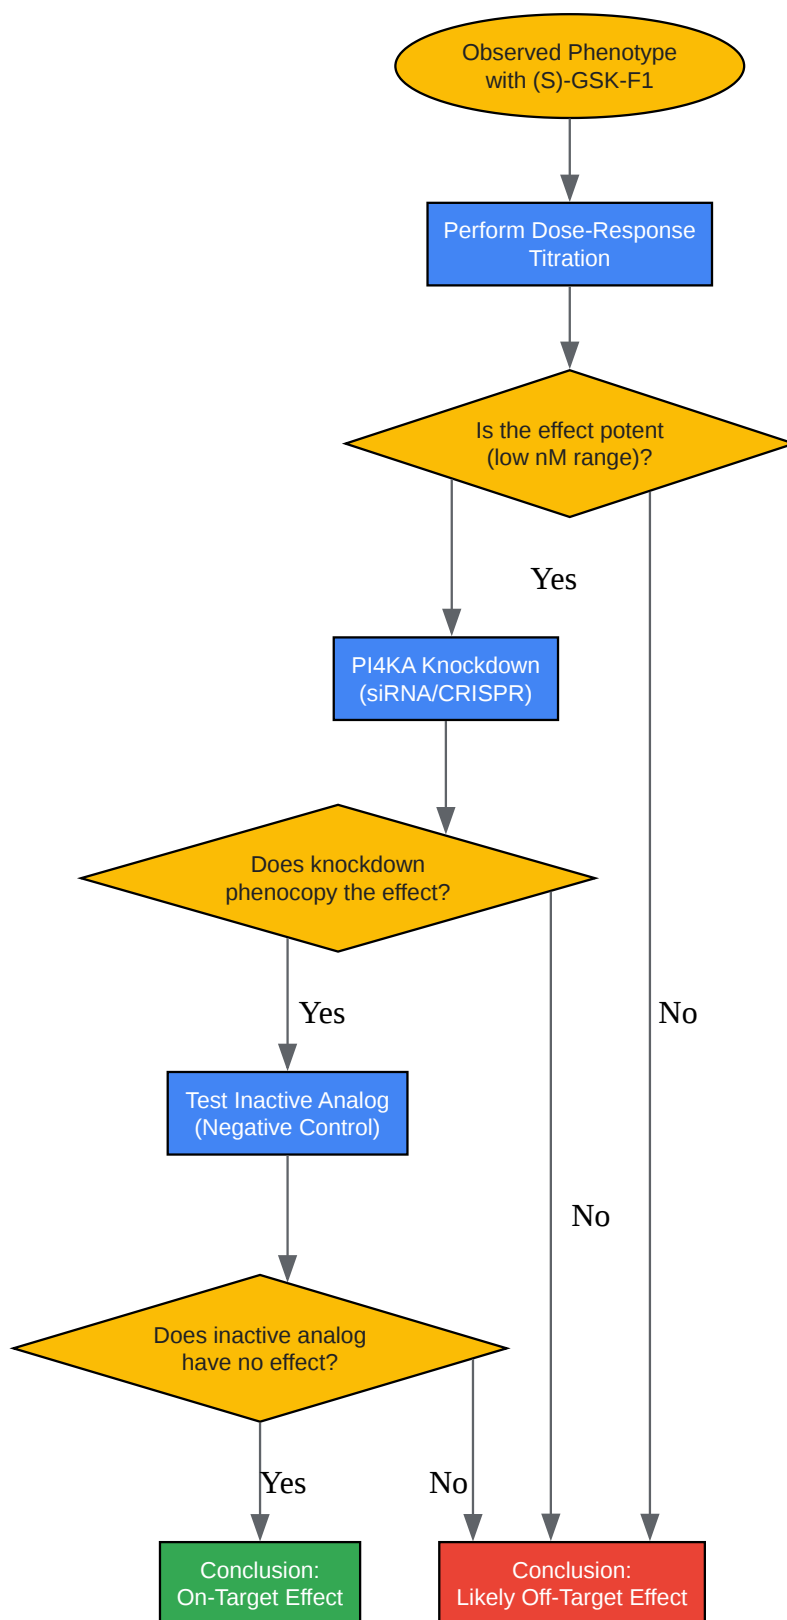 Observed Phenotype
with (S)-GSK-F1
Perform Dose-Response
Titration
Is the effect potent
(low nM range)?
Yes
PI4KA Knockdown
(siRNA/CRISPR)
Does knockdown
phenocopy the effect?
Yes
No
Test Inactive Analog
(Negative Control)
No
Does inactive analog
have no effect?
Yes
No
Conclusion:
On-Target Effect
Conclusion:
Likely Off-Target Effect